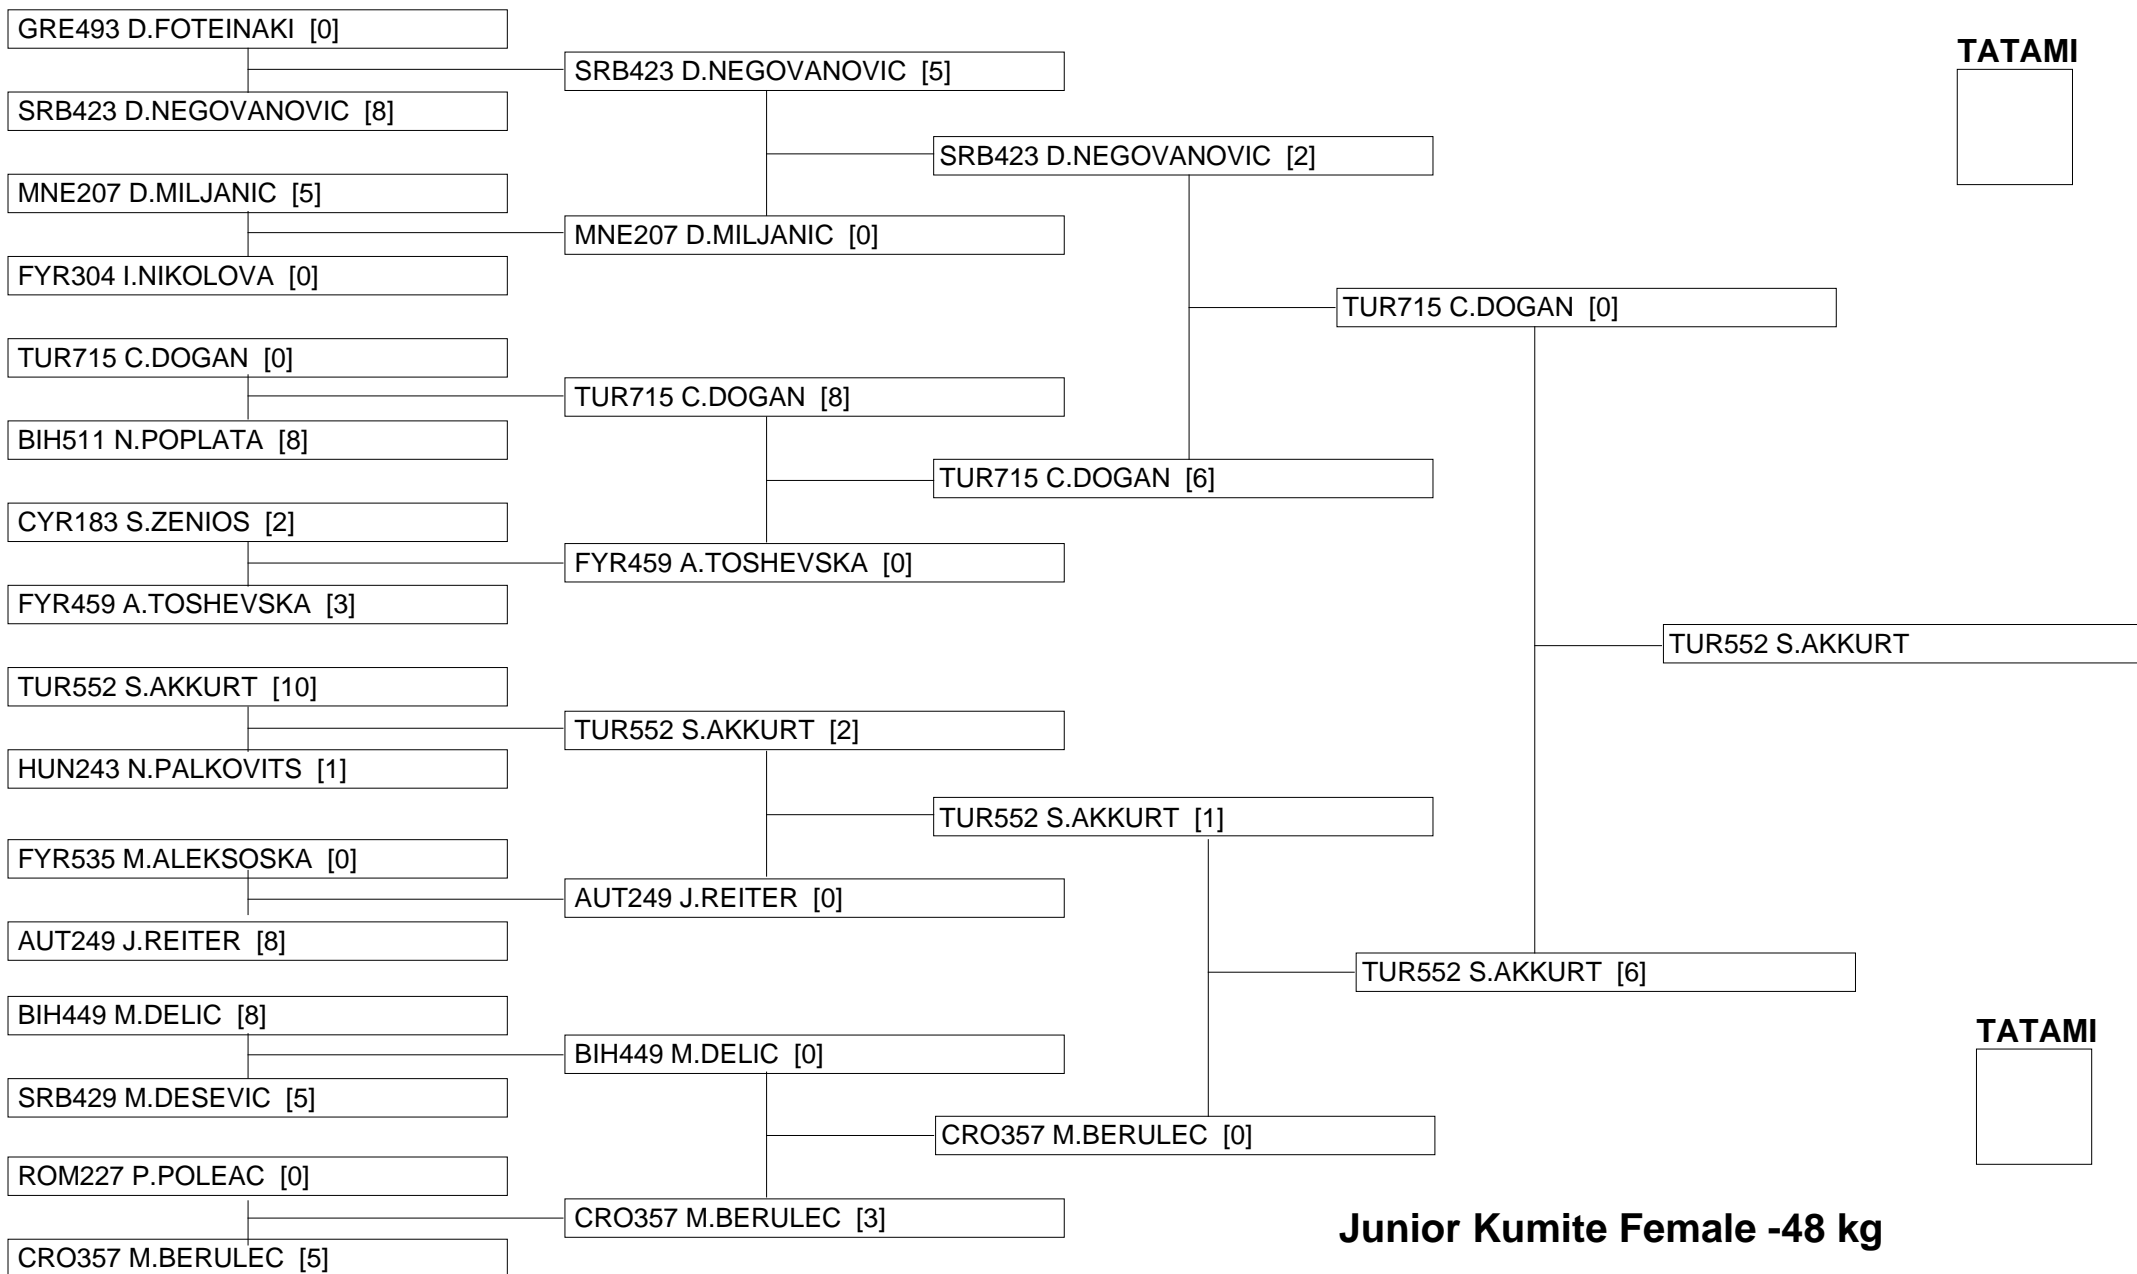 GRE493 D.FOTEINAKI [0]
SRB423 D.NEGOVANOVIC [8]
MNE207 D.MILJANIC [5]
FYR304 I.NIKOLOVA [0]
TUR715 C.DOGAN [0]
BIH511 N.POPLATA [8]
CYR183 S.ZENIOS [2]
FYR459 A.TOSHEVSKA [3]
TUR552 S.AKKURT [10]
HUN243 N.PALKOVITS [1]
FYR535 M.ALEKSOSKA [0]
AUT249 J.REITER [8]
BIH449 M.DELIC [8]
SRB429 M.DESEVIC [5]
ROM227 P.POLEAC [0]
CRO357 M.BERULEC [5]
SRB423 D.NEGOVANOVIC [5]
MNE207 D.MILJANIC [0]
TUR715 C.DOGAN [8]
FYR459 A.TOSHEVSKA [0]
TUR552 S.AKKURT [2]
AUT249 J.REITER [0]
BIH449 M.DELIC [0]
CRO357 M.BERULEC [3]
SRB423 D.NEGOVANOVIC [2]
TUR715 C.DOGAN [6]
TUR552 S.AKKURT [1]
CRO357 M.BERULEC [0]
TUR715 C.DOGAN [0]
TUR552 S.AKKURT [6]
TUR552 S.AKKURT
TATAMI
TATAMI
Junior Kumite Female -48 kg